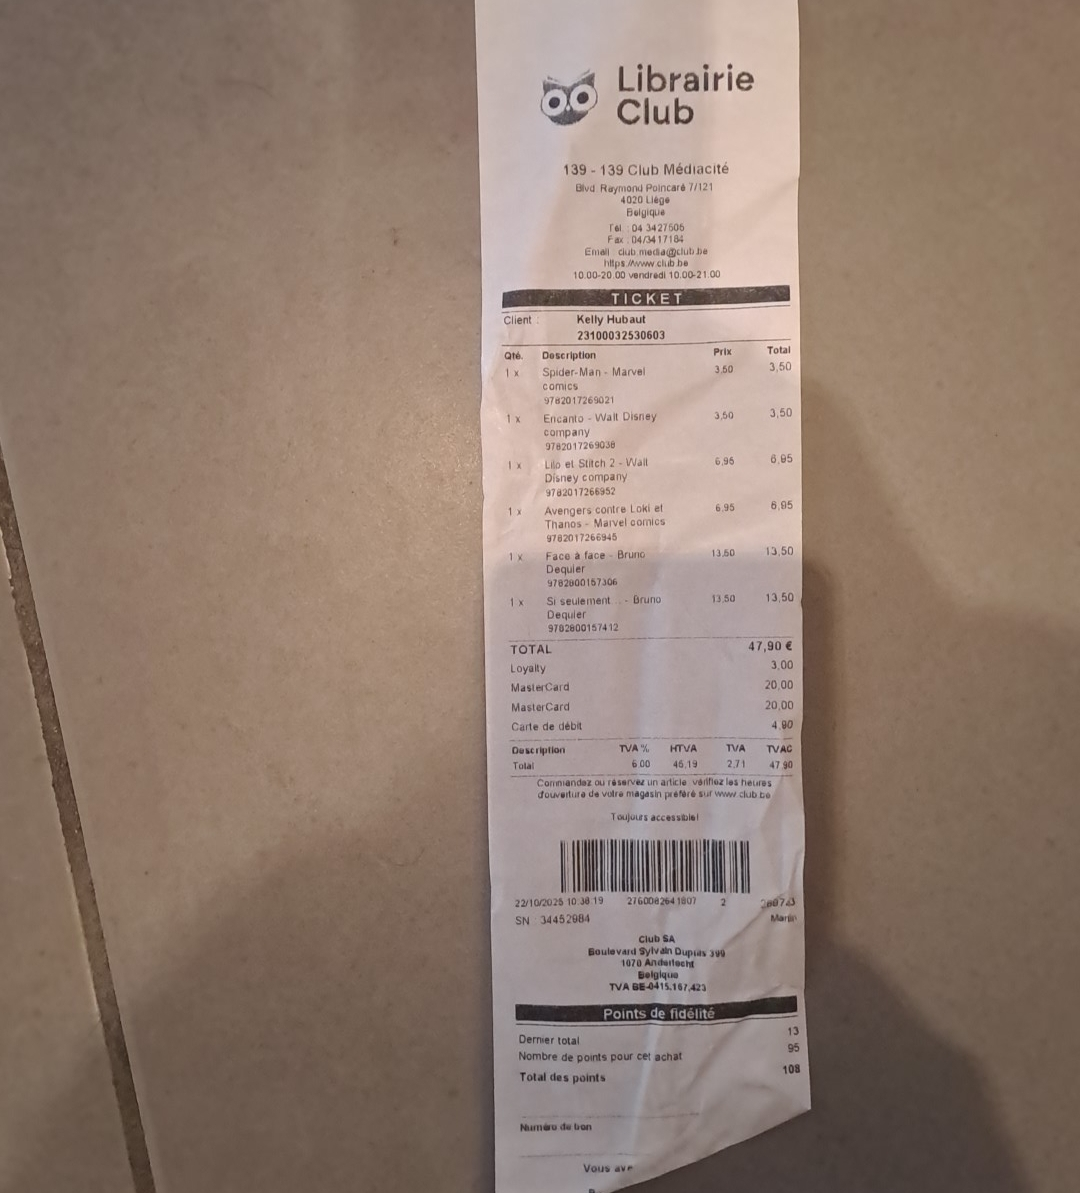 Librairie
Club
139 - 139 Club Médiacité
Blvd Raymond Poincaré 7/121
4020 Liège
Belgique
Tél. : 04 3427606
Fax : 04/3417184
Email : club.media@club.be
https://www.club.be
10.00-20.00 vendredi 10.00-21.00
TICKET
Client : Kelly Hubaut
23100032530603
Qté. Description Prix Total
1 x Spider-Man - Marvel 3,50 3,50
comics
9782017269021
1 x Encanto - Walt Disney 3,50 3,50
company
9782017269038
1 x Lilo et Stitch 2 - Walt 6,95 6,95
Disney company
9782017266952
1 x Avengers contre Loki et 6,95 6,95
Thanos - Marvel comics
9782017266945
1 x Face à face - Bruno 13,50 13,50
Dequier
9782800157306
1 x Si seulement ... - Bruno 13,50 13,50
Dequier
9782800157412
TOTAL 47,90 €
Loyalty 3,00
MasterCard 20,00
MasterCard 20,00
Carte de débit 4,90
Description TVA % HTVA TVA TVAC
Total 6.00 45,19 2,71 47,90
Commandez ou réservez un article, vérifiez les heures
d'ouverture de votre magasin préféré sur www.club.be
Toujours accessible!
22/10/2025 10:38:19 2760082641807 2
SN : 34452984 Martin
Club SA
Boulevard Sylvain Dupuis 399
1070 Anderlecht
Belgique
TVA BE-0415.167.423
Points de fidélité
Dernier total 13
Nombre de points pour cet achat 95
Total des points 108
Numéro de bon
Vous ave